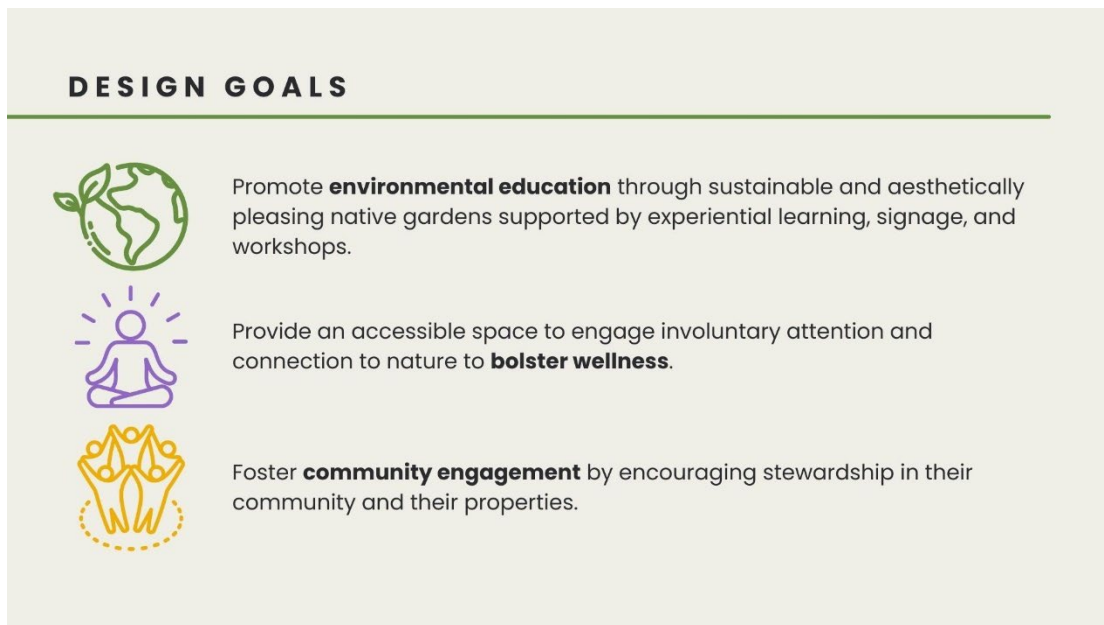 DESIGN GOALS
Promote environmental education through sustainable and aesthetically
pleasing native gardens supported by experiential learning, signage, and
workshops.
Provide an accessible space to engage involuntary attention and
connection to nature to bolster wellness.
Foster community engagement by encouraging stewardship in their
community and their properties.